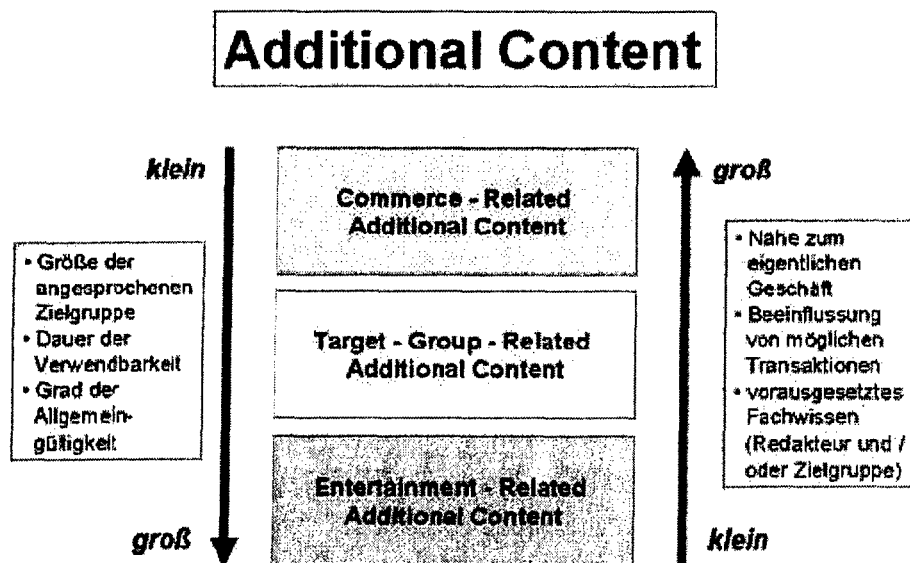 Additional Content
klein
groß
Commerce - Related
Additional Content
• Größe der
angesprochenen
Zielgruppe
• Dauer der
Verwendbarkeit
• Grad der
Allgemein-
gültigkeit
Target - Group - Related
Additional Content
• Nähe zum
eigentlichen
Geschäft
• Beeinflussung
von möglichen
Transaktionen
• vorausgesetztes
Fachwissen
(Redakteur und /
oder Zielgruppe)
Entertainment - Related
Additional Content
groß
klein